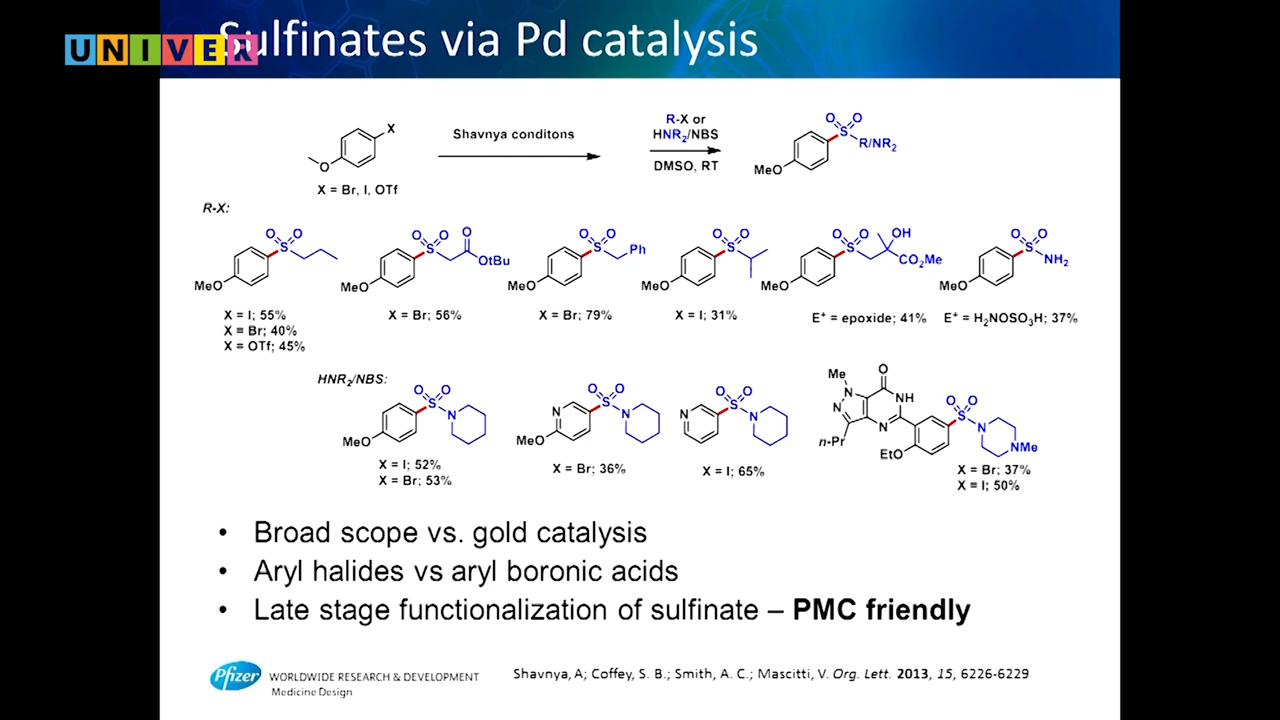 UNIVER
Sulfinates via Pd catalysis
X
O
X = Br, I, OTf
Shavnya conditons
R-X or
HNR2/NBS
DMSO, RT
O O
S
R/NR2
MeO
R-X:
O O
S
MeO
X = I; 55%
X = Br; 40%
X = OTf; 45%
O O
S
O
OtBu
MeO
X = Br; 56%
O O
S
Ph
MeO
X = Br; 79%
O O
S
MeO
X = I; 31%
O O
S
OH
CO2Me
MeO
E+ = epoxide; 41%
O O
S
NH2
MeO
E+ = H2NOSO3H; 37%
HNR2/NBS:
O O
S
N
MeO
X = I; 52%
X = Br; 53%
O O
S
N
N
MeO
X = Br; 36%
O O
S
N
N
X = I; 65%
Me
N
O
NH
N
N
n-Pr
EtO
O O
S
N
NMe
X = Br; 37%
X = I; 50%
• Broad scope vs. gold catalysis
• Aryl halides vs aryl boronic acids
• Late stage functionalization of sulfinate – PMC friendly
Pfizer
WORLDWIDE RESEARCH & DEVELOPMENT
Medicine Design
Shavnya, A; Coffey, S. B.; Smith, A. C.; Mascitti, V. Org. Lett. 2013, 15, 6226-6229